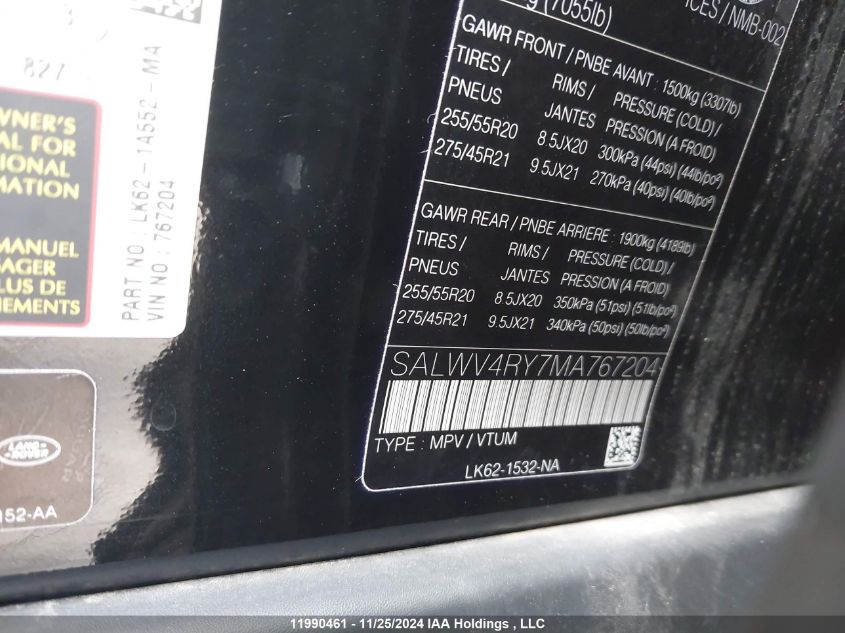 827
WNER'S
AL FOR
IONAL
MATION
MANUEL
AGER
LUS DE
NEMENTS
PART NO : LK62-1A552-MA
VIN NO : 767204
LAND ROVER
152-AA
(7055lb)
ICES / NMB-002
GAWR FRONT / PNBE AVANT : 1500kg (3307lb)
TIRES / RIMS / PRESSURE (COLD) /
PNEUS JANTES PRESSION (A FROID)
255/55R20 8.5JX20 300kPa (44psi) (44lb/po²)
275/45R21 9.5JX21 270kPa (40psi) (40lb/po²)
GAWR REAR / PNBE ARRIERE : 1900kg (4189lb)
TIRES / RIMS / PRESSURE (COLD) /
PNEUS JANTES PRESSION (A FROID)
255/55R20 8.5JX20 350kPa (51psi) (51lb/po²)
275/45R21 9.5JX21 340kPa (50psi) (50lb/po²)
SALWV4RY7MA767204
TYPE : MPV / VTUM
LK62-1532-NA
11990461 - 11/25/2024 IAA Holdings , LLC